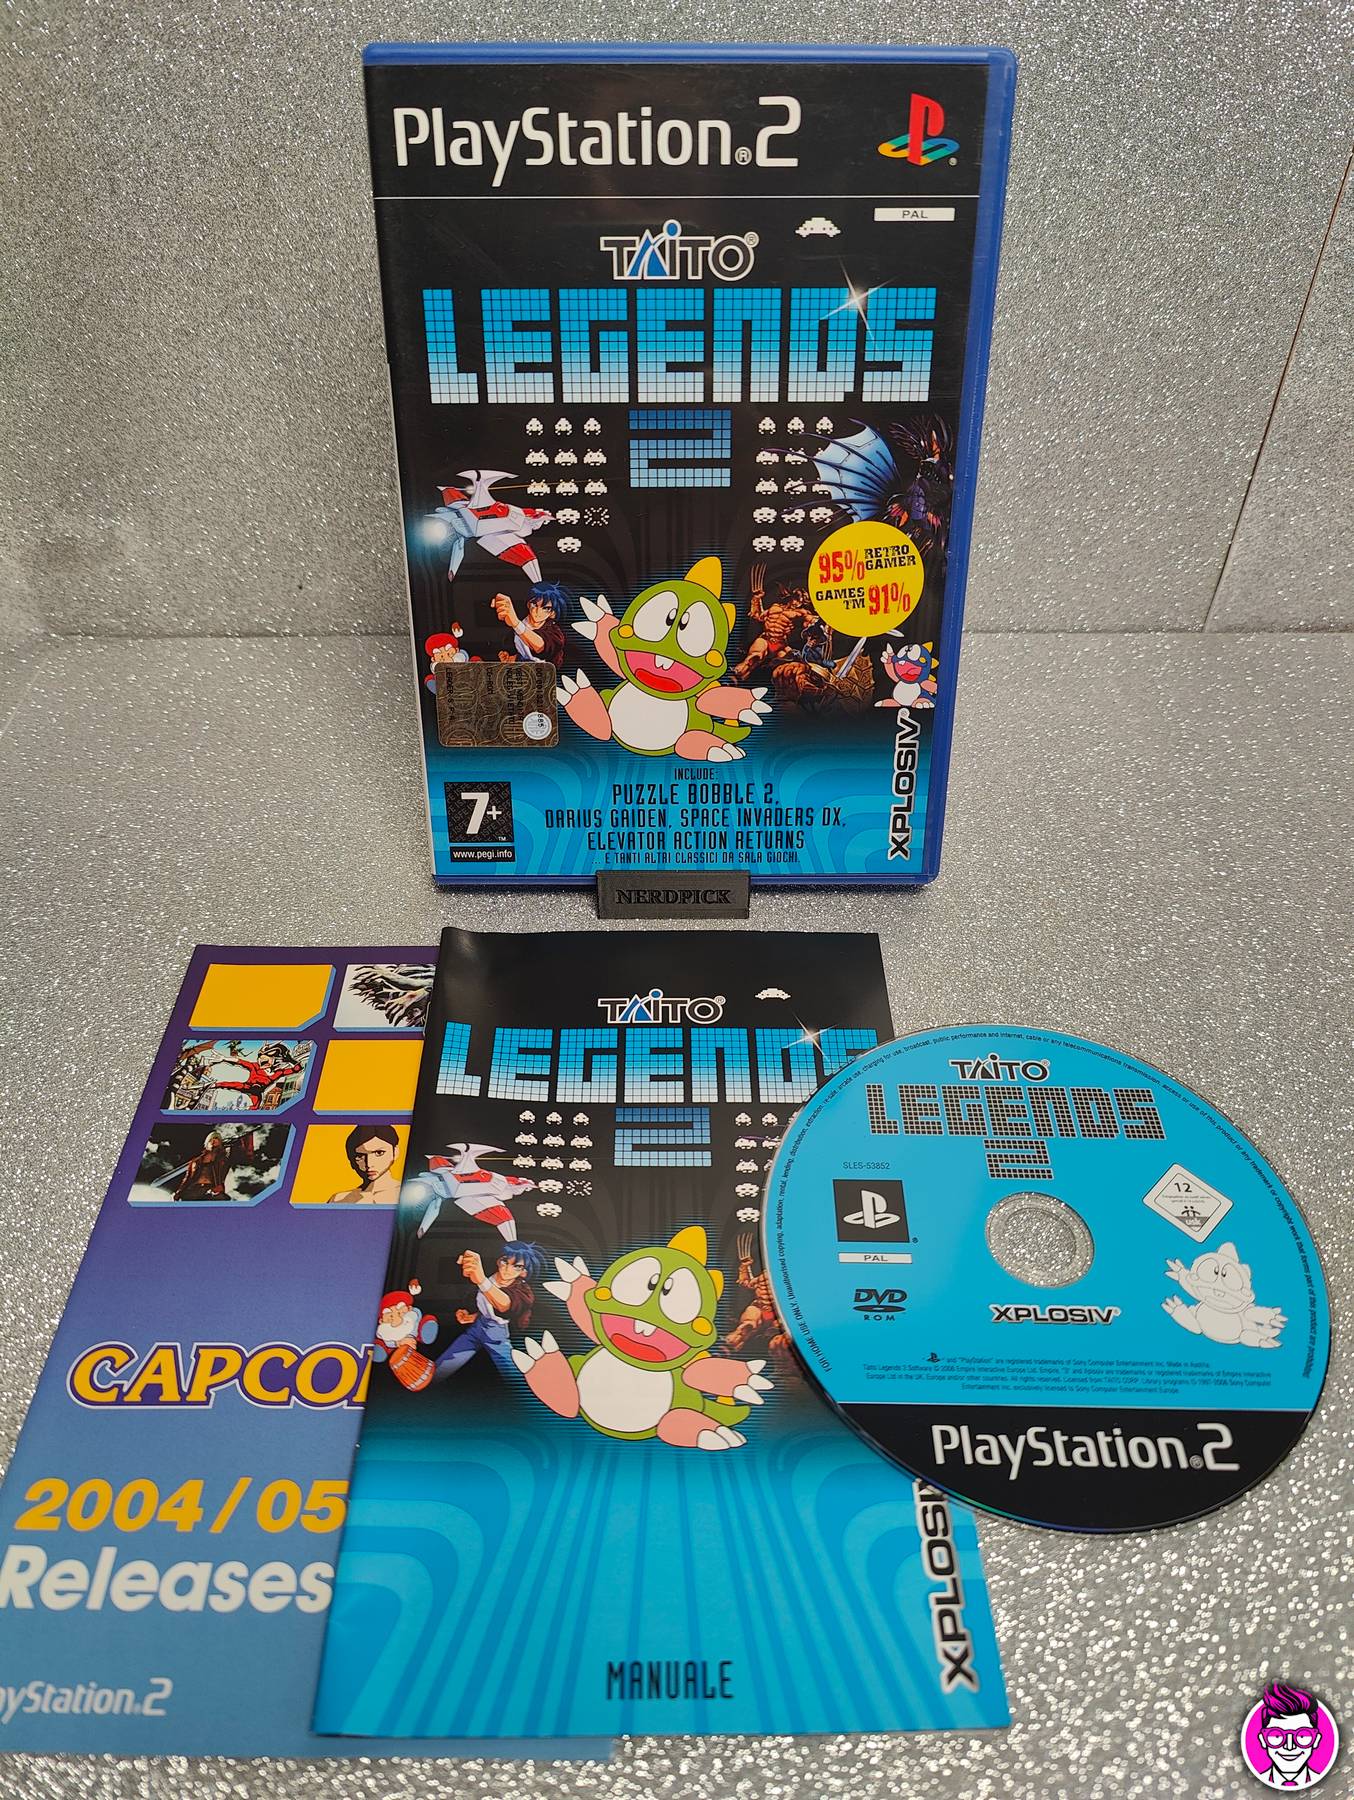 PlayStation®2
PAL
TAITO®
LEGENDS
2
95% RETRO GAMER
GAMES TM 91%
7+
www.pegi.info
INCLUDE:
PUZZLE BOBBLE 2,
DARIUS GAIDEN, SPACE INVADERS DX,
ELEVATOR ACTION RETURNS
... E TANTI ALTRI CLASSICI DA SALA GIOCHI.
XPLOSIV®
NERDPICK
CAPCO
2004/05
Releases
yStation®2
TAITO®
LEGENDS
2
MANUALE
XPLOSIV
TAITO®
LEGENDS
2
SLES-53852
12
PAL
DVD
ROM
XPLOSIV®
PlayStation®2